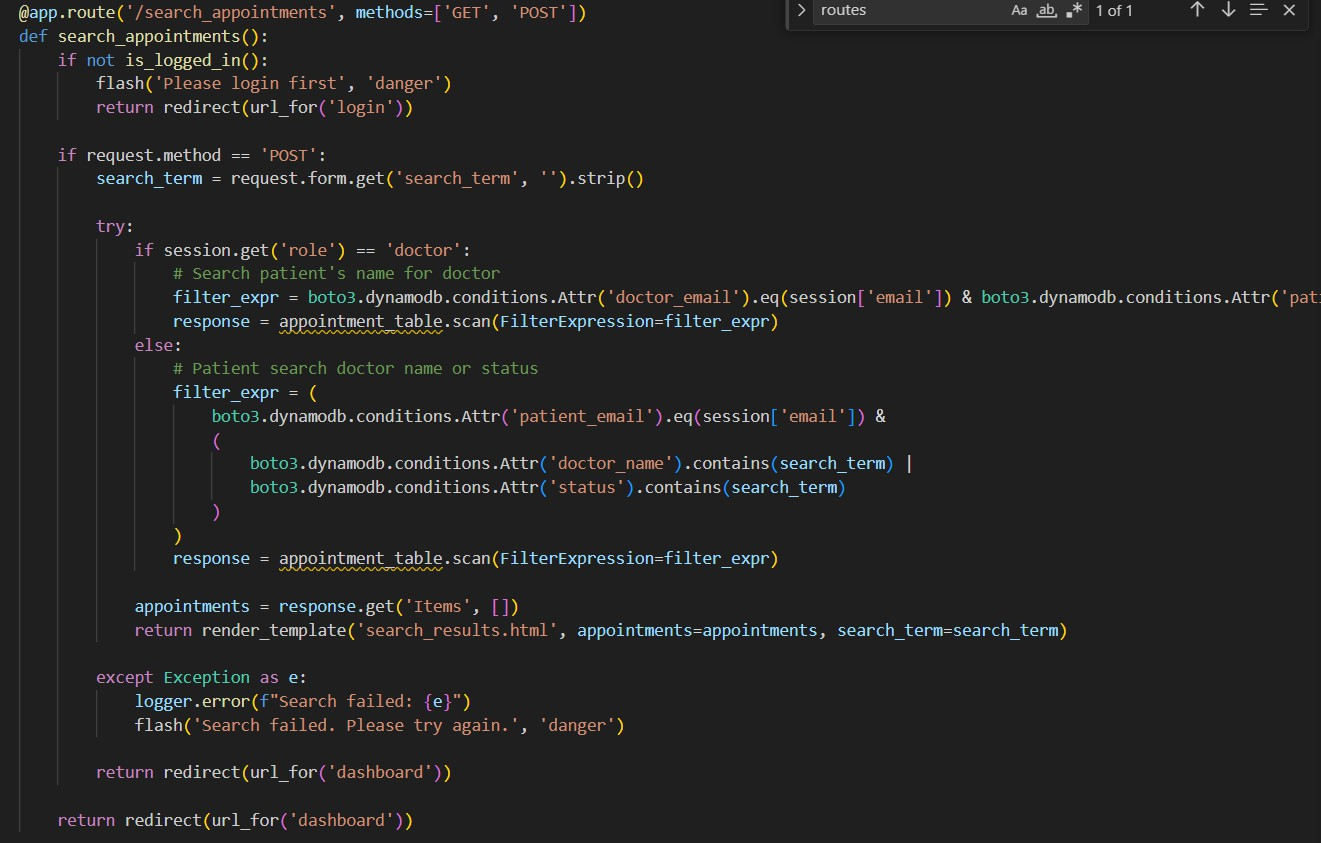 @app.route('/search_appointments', methods=['GET', 'POST'])
routes
Aa
ab
.*
1 of 1
def search_appointments():
    if not is_logged_in():
        flash('Please login first', 'danger')
        return redirect(url_for('login'))

    if request.method == 'POST':
        search_term = request.form.get('search_term', '').strip()

        try:
            if session.get('role') == 'doctor':
                # Search patient's name for doctor
                filter_expr = boto3.dynamodb.conditions.Attr('doctor_email').eq(session['email']) & boto3.dynamodb.conditions.Attr('pat
                response = appointment_table.scan(FilterExpression=filter_expr)
            else:
                # Patient search doctor name or status
                filter_expr = (
                    boto3.dynamodb.conditions.Attr('patient_email').eq(session['email']) &
                    (
                        boto3.dynamodb.conditions.Attr('doctor_name').contains(search_term) |
                        boto3.dynamodb.conditions.Attr('status').contains(search_term)
                    )
                )
                response = appointment_table.scan(FilterExpression=filter_expr)

            appointments = response.get('Items', [])
            return render_template('search_results.html', appointments=appointments, search_term=search_term)

        except Exception as e:
            logger.error(f"Search failed: {e}")
            flash('Search failed. Please try again.', 'danger')

        return redirect(url_for('dashboard'))

    return redirect(url_for('dashboard'))